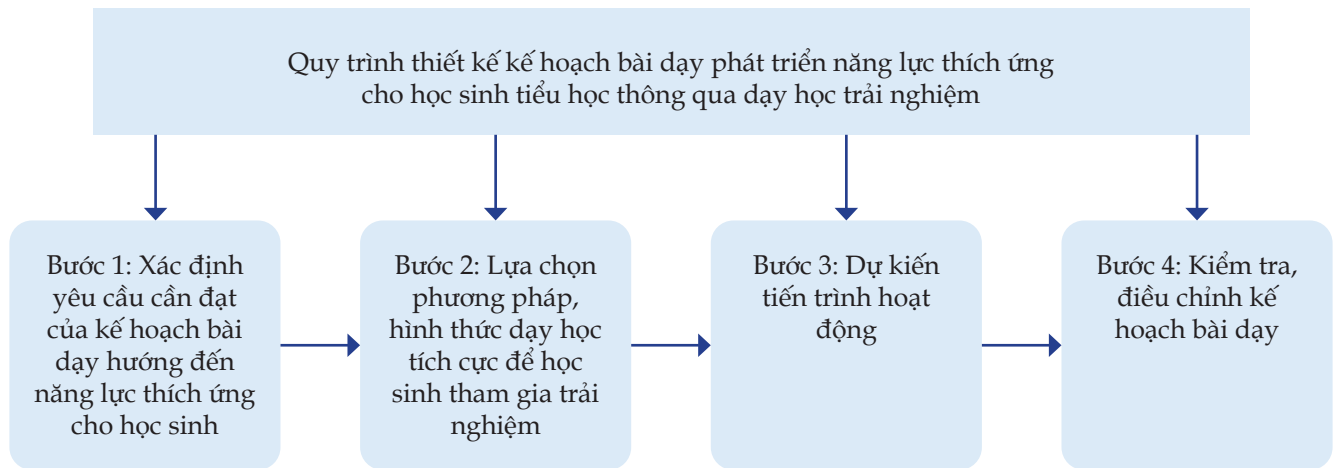 Quy trình thiết kế kế hoạch bài dạy phát triển năng lực thích ứng
cho học sinh tiểu học thông qua dạy học trải nghiệm
Bước 1: Xác định
yêu cầu cần đạt
của kế hoạch bài
dạy hướng đến
năng lực thích ứng
cho học sinh
Bước 2: Lựa chọn
phương pháp,
hình thức dạy học
tích cực để học
sinh tham gia trải
nghiệm
Bước 3: Dự kiến
tiến trình hoạt
động
Bước 4: Kiểm tra,
điều chỉnh kế
hoạch bài dạy